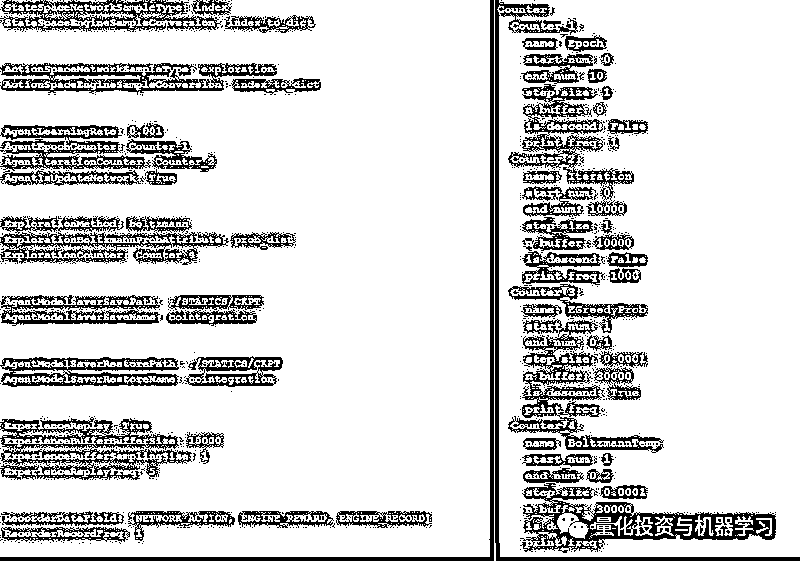 StateSpaceNetworkSampleType: index
StateSpaceEngineSampleConversion: index_to_dict
ActionSpaceNetworkSampleType: exploration
ActionSpaceEngineSampleConversion: index_to_dict
AgentLearningRate: 0.001
AgentEpochCounter: Counter_1
AgentIterationCounter: Counter_2
AgentIsUpdateNetwork: True
ExplorationMethod: Boltzmann
ExplorationBoltzmannProbAttribute: prob_dist
ExplorationCounter: Counter_4
AgentModelSaverSavePath: ./STATICS/CKPT
AgentModelSaverSaveName: cointegration
AgentModelSaverRestorePath: ./STATICS/CKPT
AgentModelSaverRestoreName: cointegration
ExperienceReplay: True
ExperienceBufferBufferSize: 10000
ExperienceBufferSamplingSize: 1
ExperienceReplayFreq: 5
RecorderDataField: [NETWORK_ACTION, ENGINE_REWARD, ENGINE_RECORD]
RecorderRecordFreq: 1
Counter:
Counter_1:
name: Epoch
start_num: 0
end_num: 10
step_size: 1
n_buffer: 0
is_descend: False
print_freq: 1
Counter_2:
name: Iteration
start_num: 0
end_num: 10000
step_size: 1
n_buffer: 10000
is_descend: False
print_freq: 1000
Counter_3:
name: EGreedyProb
start_num: 1
end_num: 0.1
step_size: 0.0001
n_buffer: 30000
is_descend: True
print_freq:
Counter_4:
name: BoltzmannTemp
start_num: 1
end_num: 0.2
step_size: 0.0001
n_buffer: 30000
is_d
print_freq:
量化投资与机器学习